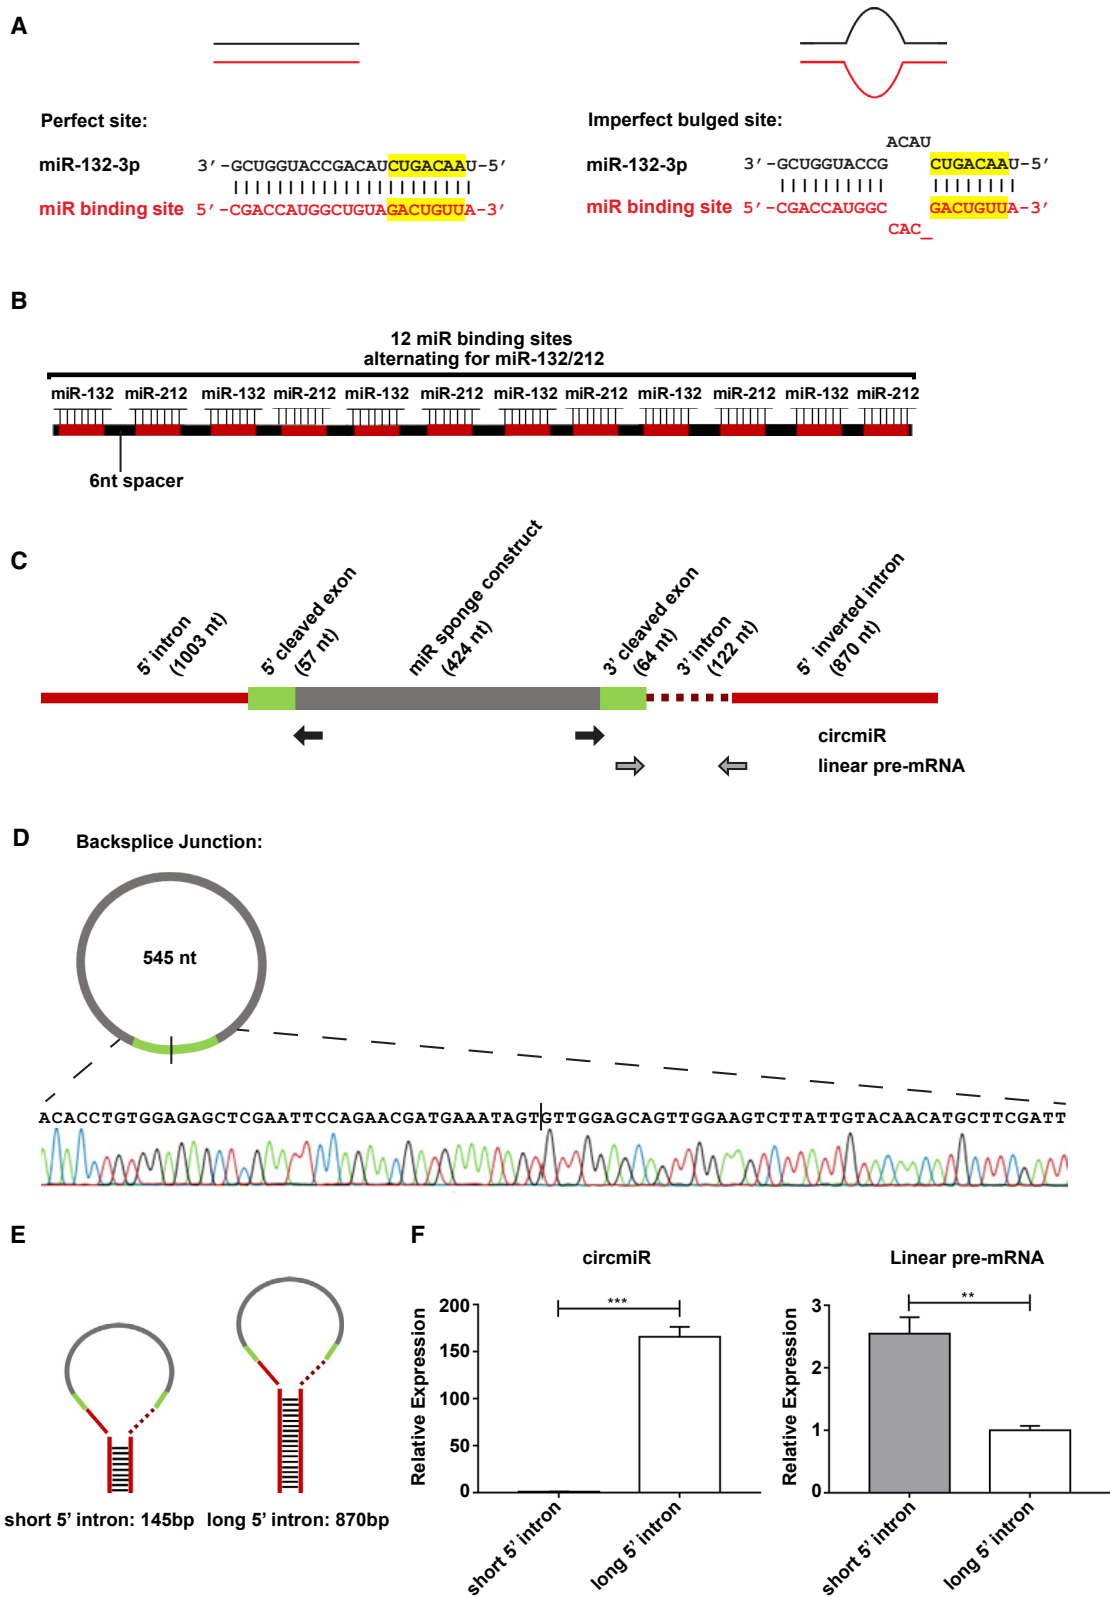 A
Perfect site:
miR-132-3p 3′-GCUGGUACCGACAUCUGACAAU-5′
miR binding site 5′-CGACCAUGGCUGUAGACUGUUA-3′
Imperfect bulged site:
ACAU
miR-132-3p 3′-GCUGGUACCG CUGACAAU-5′
miR binding site 5′-CGACCAUGGC GACUGUUA-3′
CAC_
B
12 miR binding sites
alternating for miR-132/212
miR-132 miR-212 miR-132 miR-212 miR-132 miR-212 miR-132 miR-212 miR-132 miR-212 miR-132 miR-212
6nt spacer
C
5′ intron
(1003 nt)
5′ cleaved exon
(57 nt)
miR sponge construct
(424 nt)
3′ cleaved exon
(64 nt)
3′ intron
(122 nt)
5′ inverted intron
(870 nt)
circmiR
linear pre-mRNA
D
Backsplice Junction:
545 nt
ACACCTGTGGAGAGCTCGAATTCCAGAACGATGAAATAGTGTTGGAGCAGTTGGAAGTCTTATTGTACAACATGCTTCGATT
E
short 5′ intron: 145bp
long 5′ intron: 870bp
F
circmiR
Relative Expression
200
150
100
50
0
***
short 5′ intron
long 5′ intron
Linear pre-mRNA
Relative Expression
3
2
1
0
**
short 5′ intron
long 5′ intron